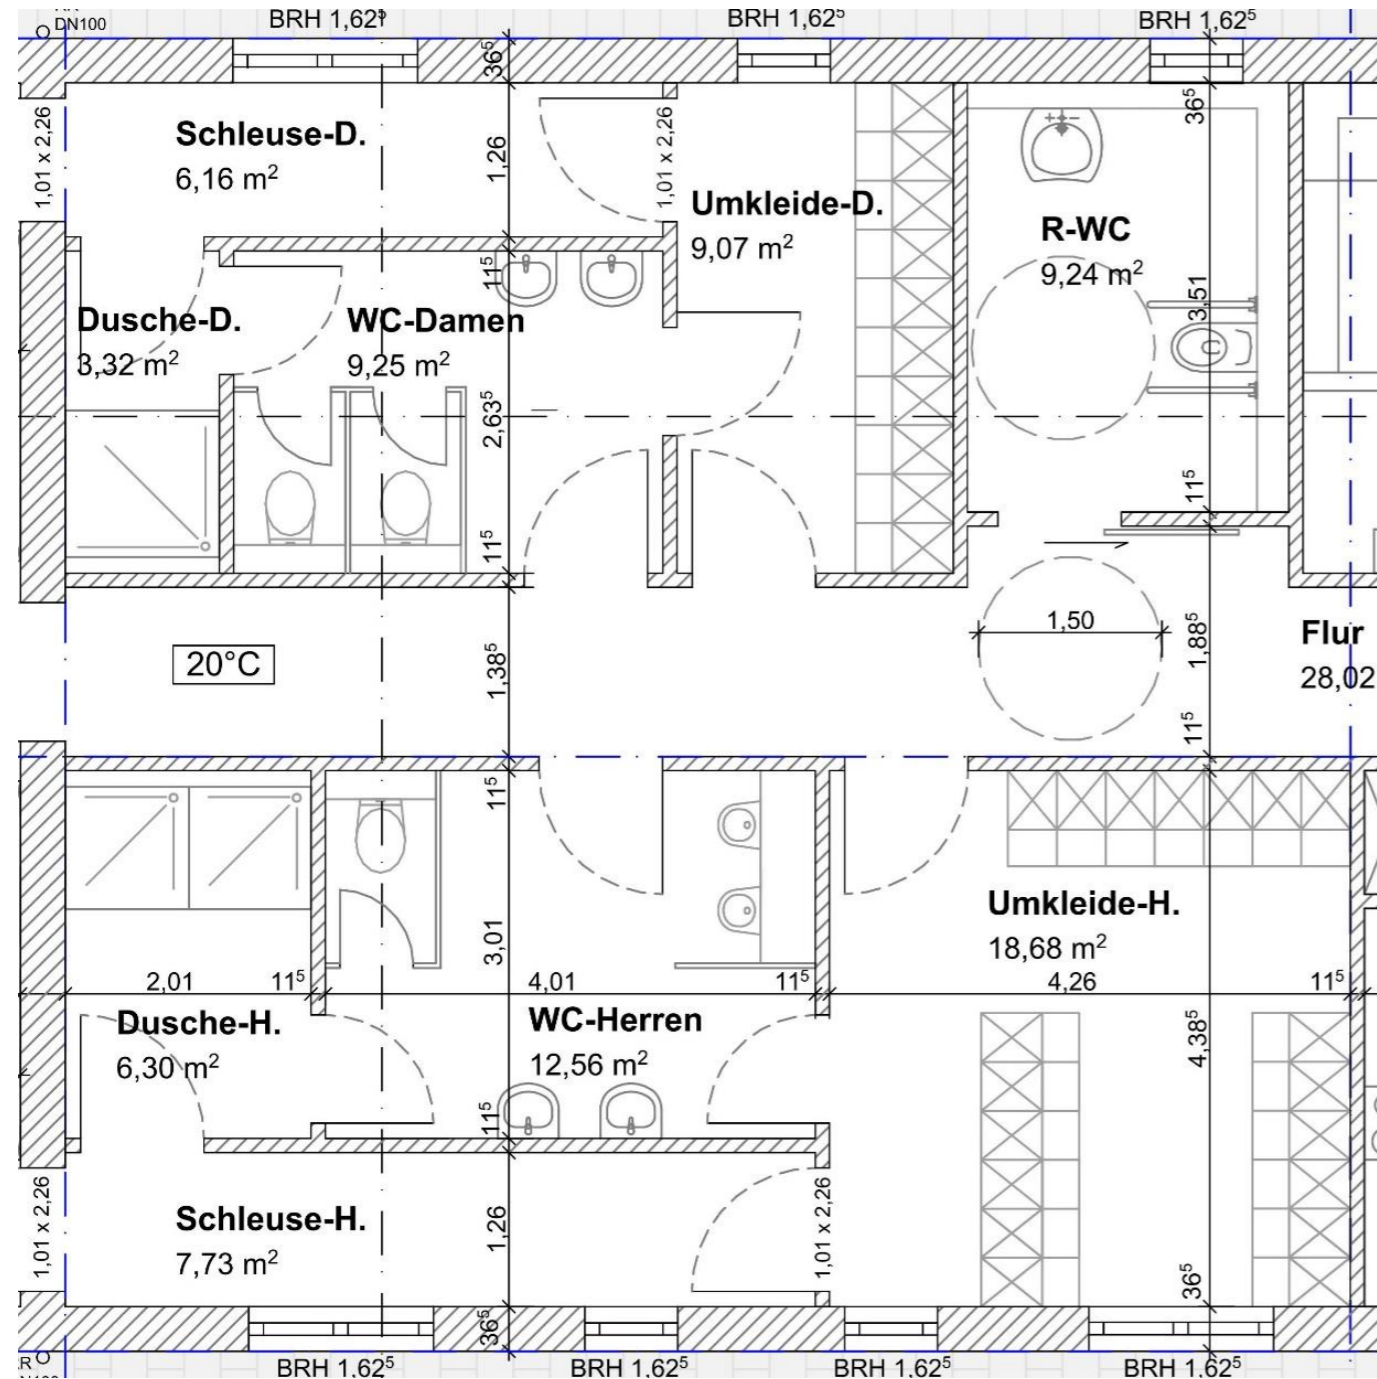 DN100
BRH 1,62⁵
BRH 1,62⁵
BRH 1,62⁵
36⁵
36⁵
1,01 x 2,26
Schleuse-D.
6,16 m²
1,26
1,01 x 2,26
Umkleide-D.
9,07 m²
R-WC
9,24 m²
11⁵
3,51
Dusche-D.
3,32 m²
WC-Damen
9,25 m²
2,63⁵
11⁵
11⁵
20°C
1,38⁵
1,50
1,88⁵
Flur
28,02
11⁵
11⁵
Umkleide-H.
18,68 m²
3,01
2,01
11⁵
4,01
11⁵
4,26
11⁵
Dusche-H.
6,30 m²
WC-Herren
12,56 m²
4,38⁵
11⁵
1,01 x 2,26
Schleuse-H.
7,73 m²
1,26
1,01 x 2,26
36⁵
36⁵
BRH 1,62
BRH 1,62⁵
BRH 1,62⁵
BRH 1,62⁵